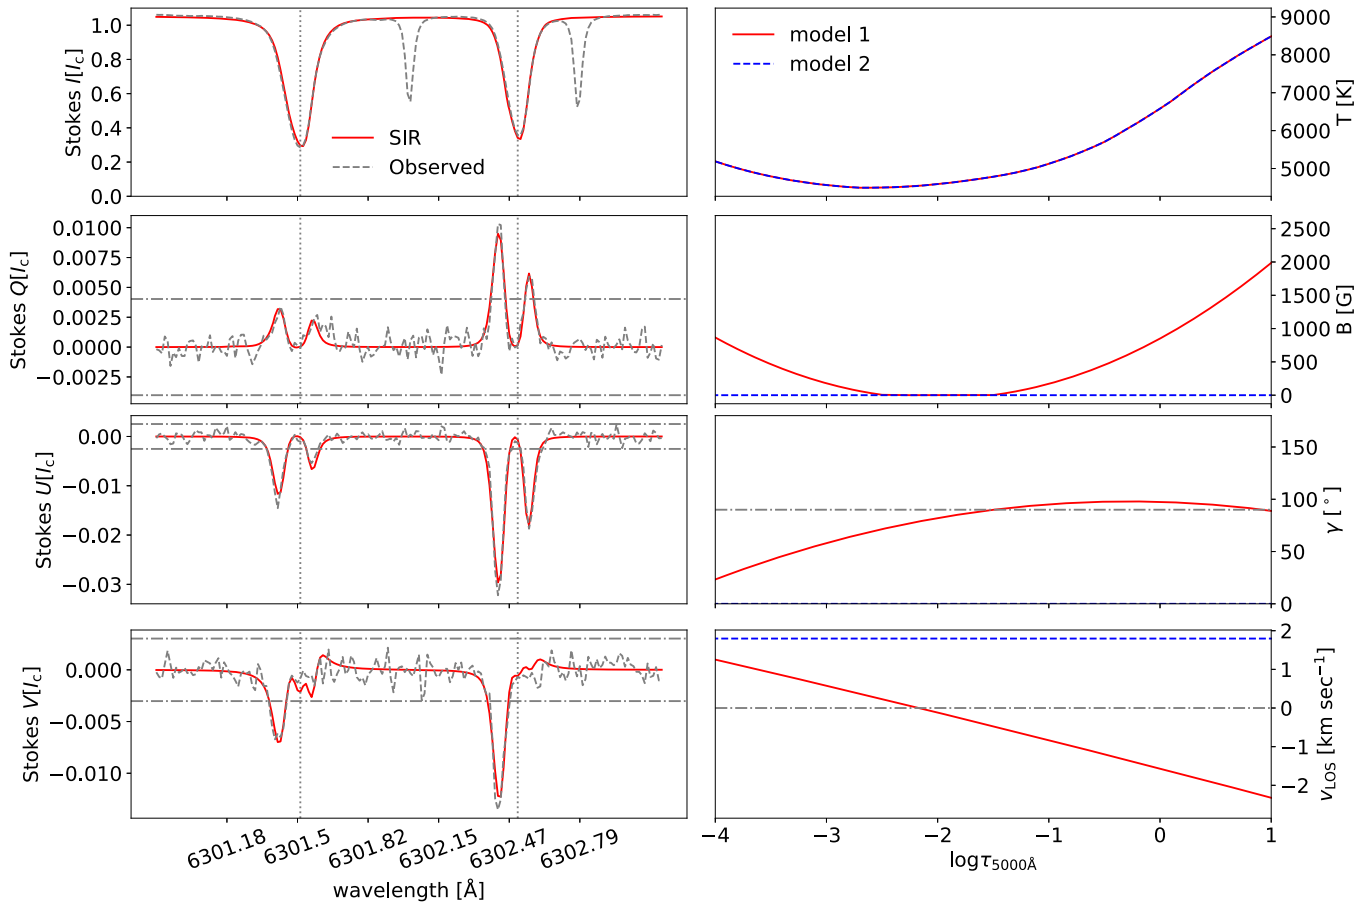 Stokes I[Ic]
1.0
0.8
0.6
0.4
0.2
0.0
SIR
Observed
model 1
model 2
9000
8000
7000
6000
5000
T [K]
Stokes Q[Ic]
0.0100
0.0075
0.0050
0.0025
0.0000
−0.0025
2500
2000
1500
1000
500
0
B [G]
Stokes U[Ic]
0.00
−0.01
−0.02
−0.03
150
100
50
0
γ [°]
Stokes V[Ic]
0.000
−0.005
−0.010
2
1
0
−1
−2
vLOS [km sec−1]
6301.18 6301.5 6301.82 6302.15 6302.47 6302.79
wavelength [Å]
−4 −3 −2 −1 0 1
logτ5000Å